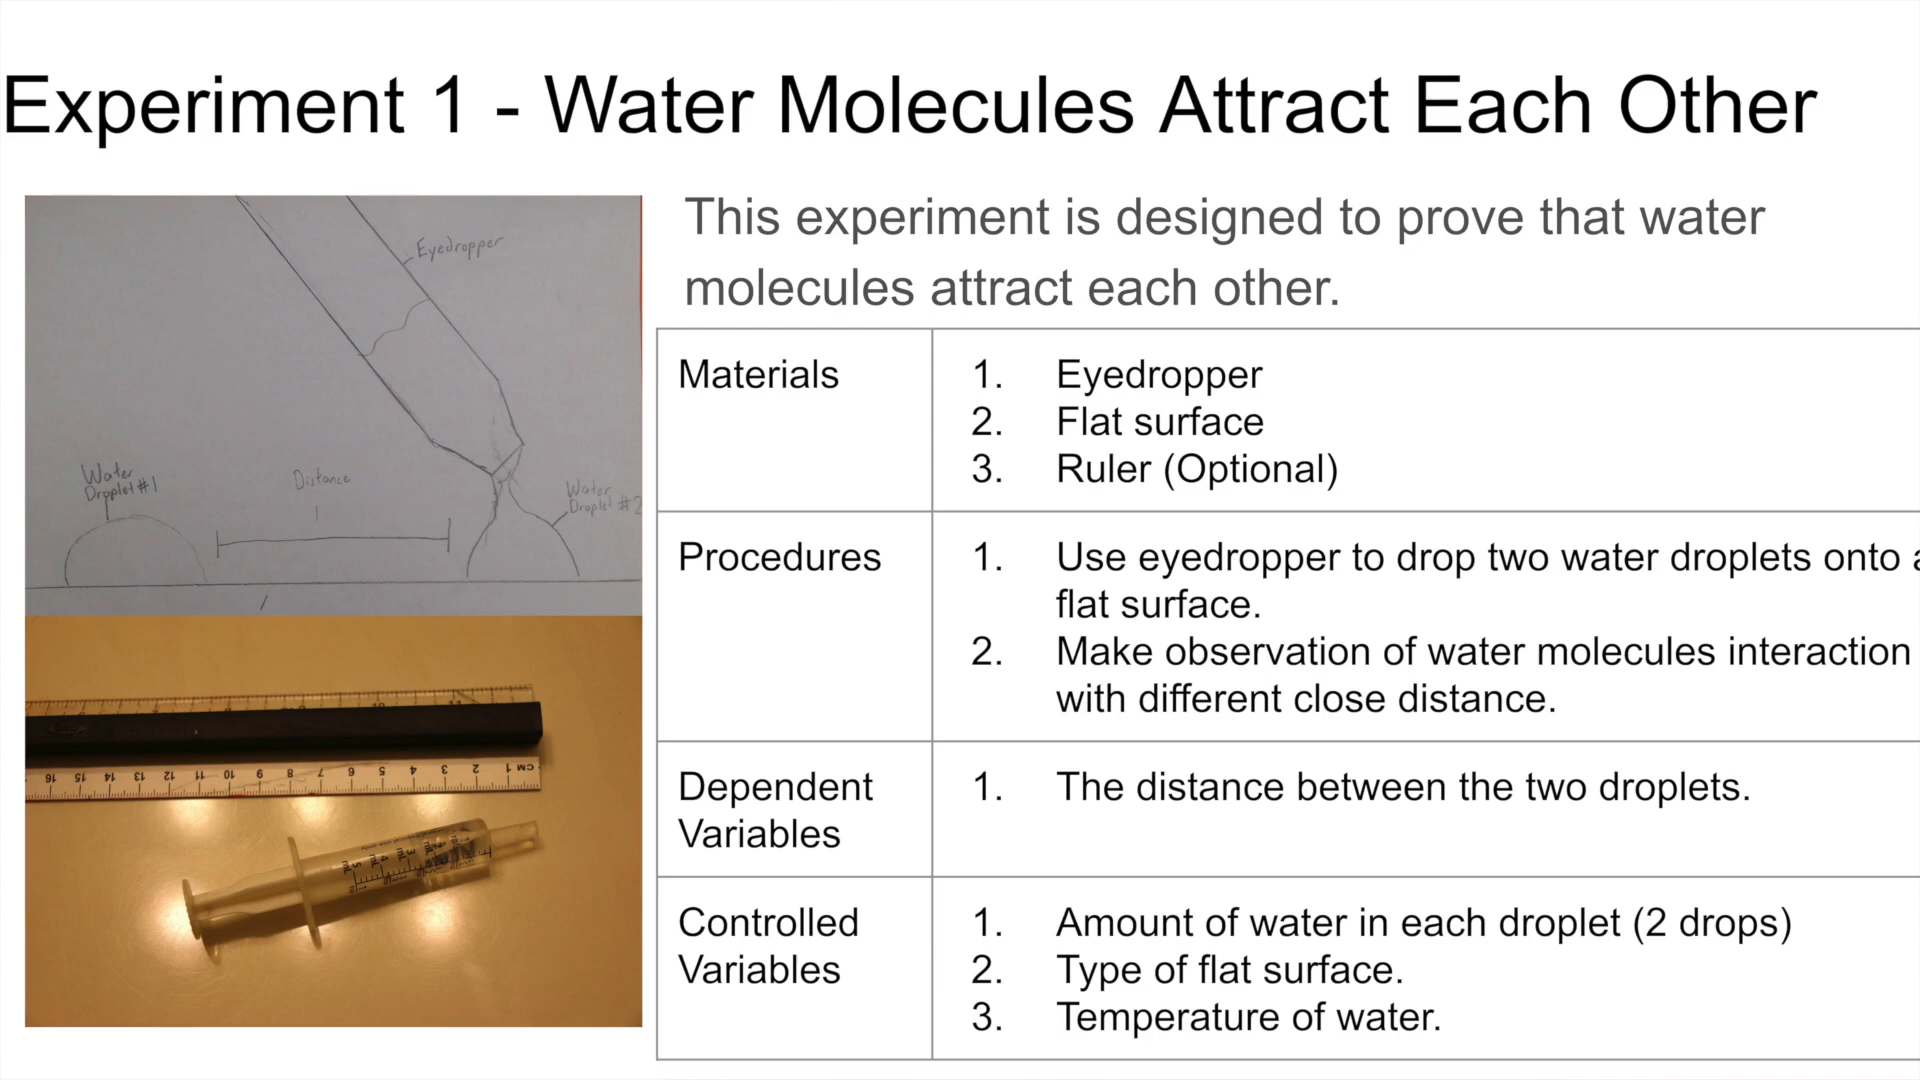 Experiment 1 - Water Molecules Attract Each Other
Eyedropper
Water
Droplet #1
Distance
Water
Droplet #2
16 15 14 13 12 11 10 9 8 7 6 5 4 3 2 1 CM
This experiment is designed to prove that water
molecules attract each other.
Materials
1. Eyedropper
2. Flat surface
3. Ruler (Optional)
Procedures
1. Use eyedropper to drop two water droplets onto a
flat surface.
2. Make observation of water molecules interaction
with different close distance.
Dependent
Variables
1. The distance between the two droplets.
Controlled
Variables
1. Amount of water in each droplet (2 drops)
2. Type of flat surface.
3. Temperature of water.